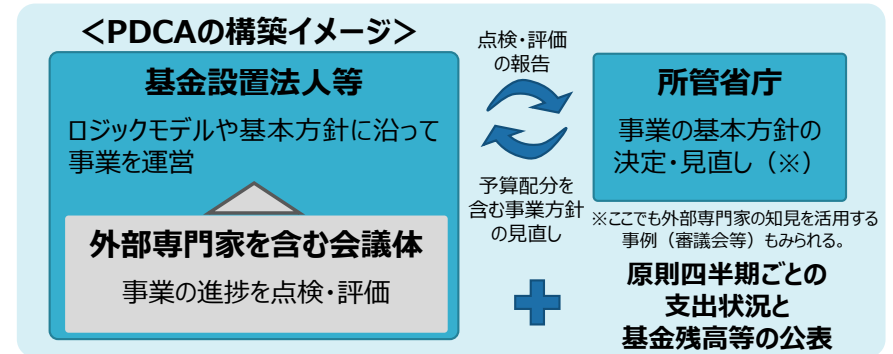 ＜PDCAの構築イメージ＞
基金設置法人等
ロジックモデルや基本方針に沿って
事業を運営
外部専門家を含む会議体
事業の進捗を点検・評価
点検・評価
の報告
予算配分を
含む事業方針
の見直し
所管省庁
事業の基本方針の
決定・見直し（※）
※ここでも外部専門家の知見を活用する
事例（審議会等）もみられる。
原則四半期ごとの
支出状況と
基金残高等の公表